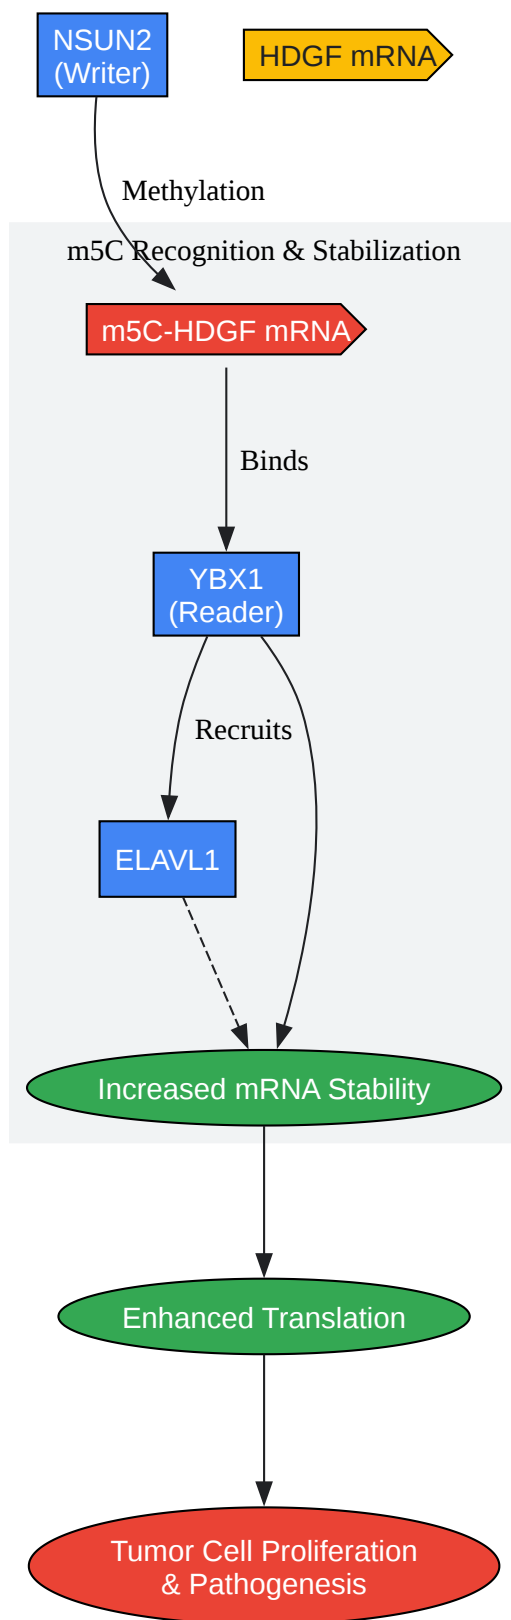 NSUN2
(Writer)
HDGF mRNA
Methylation
m5C Recognition & Stabilization
m5C-HDGF mRNA
Binds
YBX1
(Reader)
Recruits
ELAVL1
Increased mRNA Stability
Enhanced Translation
Tumor Cell Proliferation
& Pathogenesis